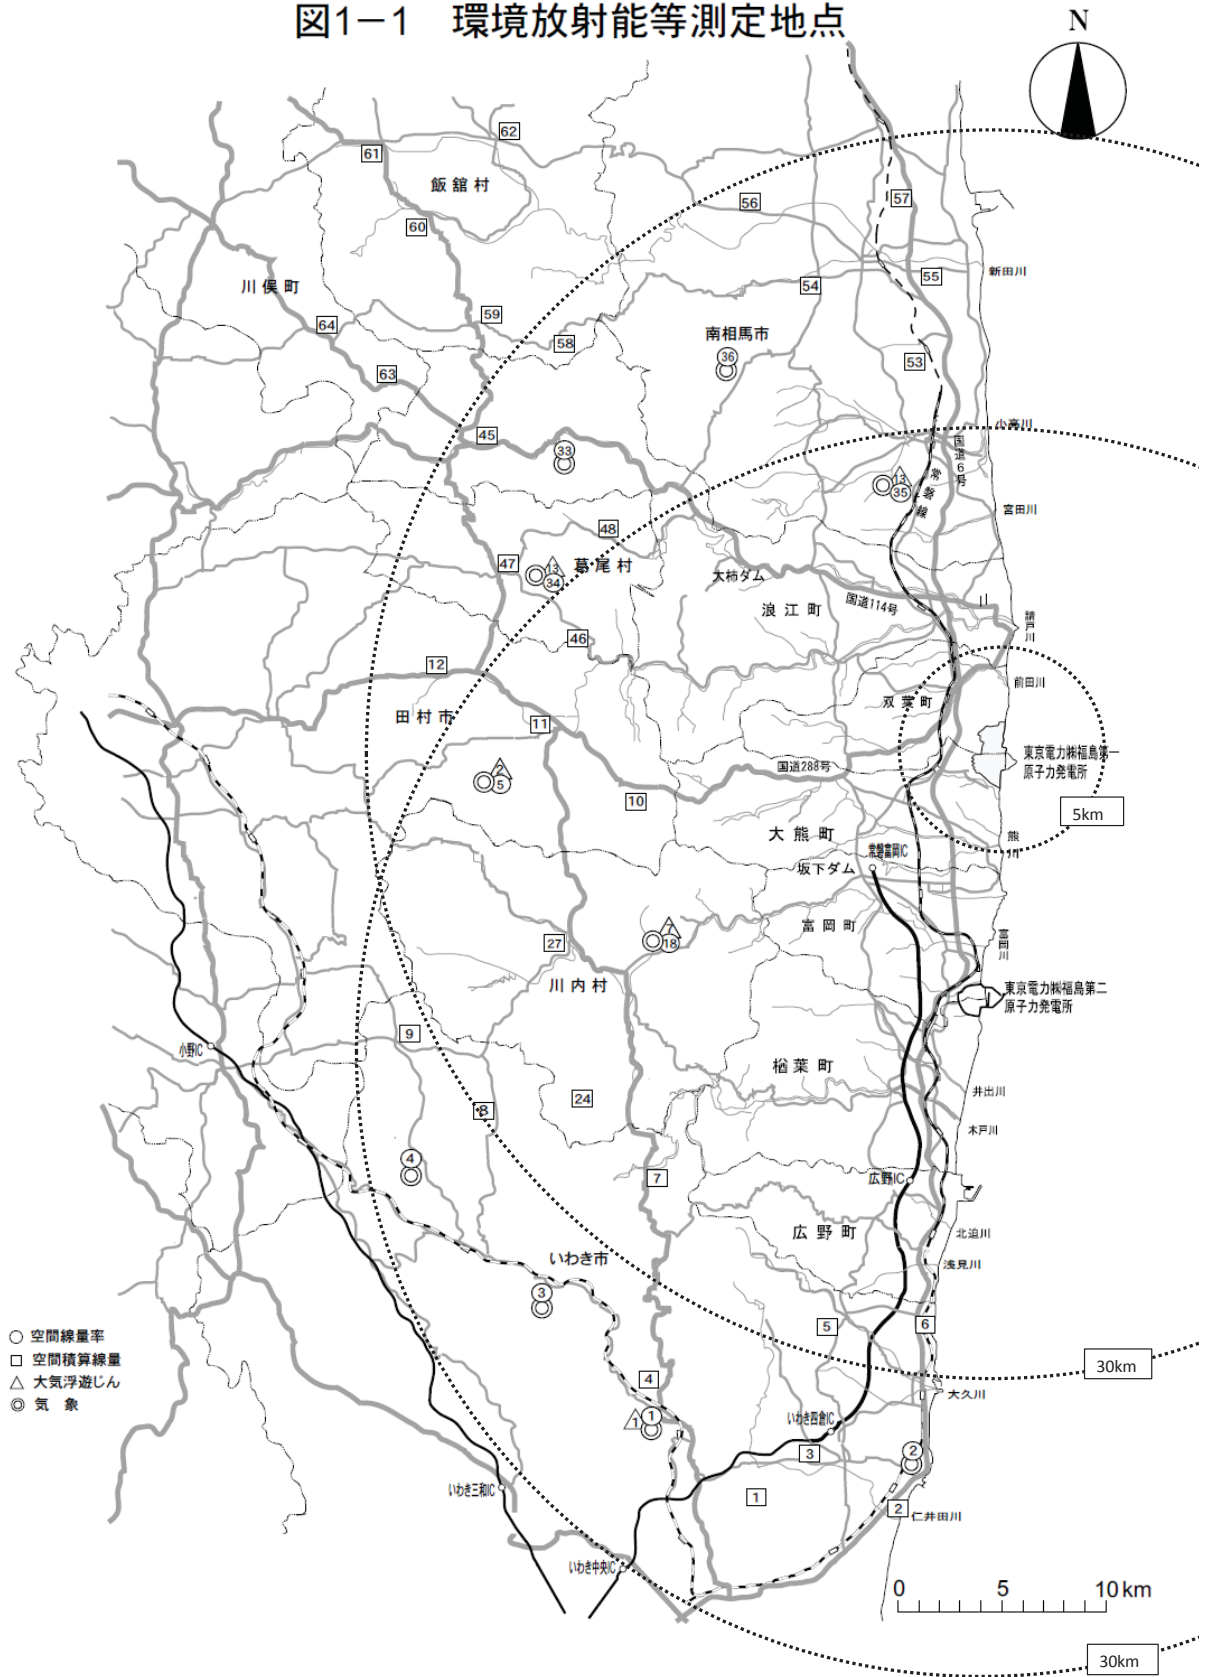 図1－1　環境放射能等測定地点
N
62
61
飯舘村
60
56
57
川俣町
新田川
55
54
59
64
58
南相馬市
36
53
63
小高川
45
国道6号
33
常磐線
13
35
宮田川
48
47
葛尾村
13
34
大柿ダム
浪江町
国道114号
請戸川
46
12
前田川
双葉町
田村市
11
東京電力㈱福島第一
原子力発電所
国道288号
2
5
10
5km
大熊町
熊川
常磐富岡IC
坂下ダム
7
18
富岡町
富岡川
27
川内村
東京電力㈱福島第二
原子力発電所
9
小野IC
楢葉町
井出川
24
8
木戸川
4
7
広野IC
広野町
北迫川
いわき市
浅見川
3
5
6
○ 空間線量率
□ 空間積算線量
△ 大気浮遊じん
◎ 気　象
30km
4
大久川
1
1
いわき四倉IC
3
2
いわき三和IC
1
2
仁井田川
いわき中央IC
0 5 10km
30km